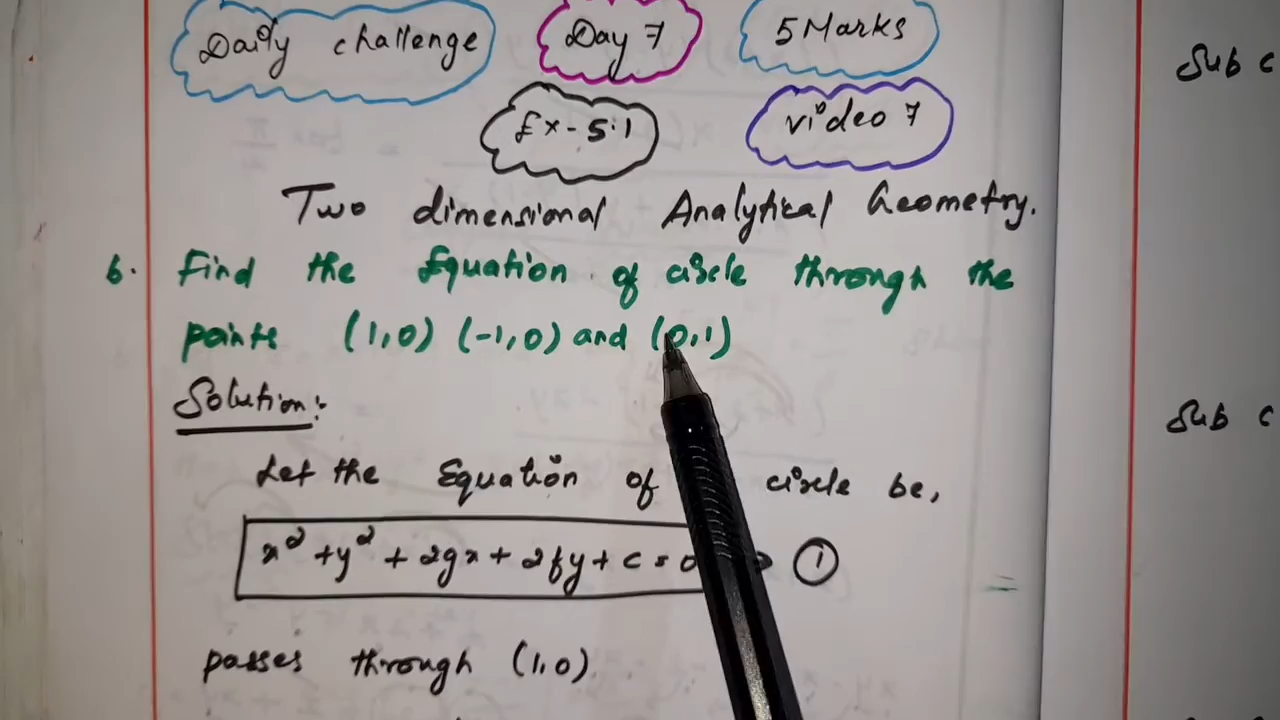 Daily challenge Day 7 5 Marks
Ex - 5.1 video 7
Two dimensional Analytical Geometry.
6. Find the Equation of circle through the
points (1,0) (-1,0) and (0,1)
Solution:
Let the Equation of circle be,
x² + y² + 2gx + 2fy + c = 0 ①
passes through (1,0)
Sub
Sub